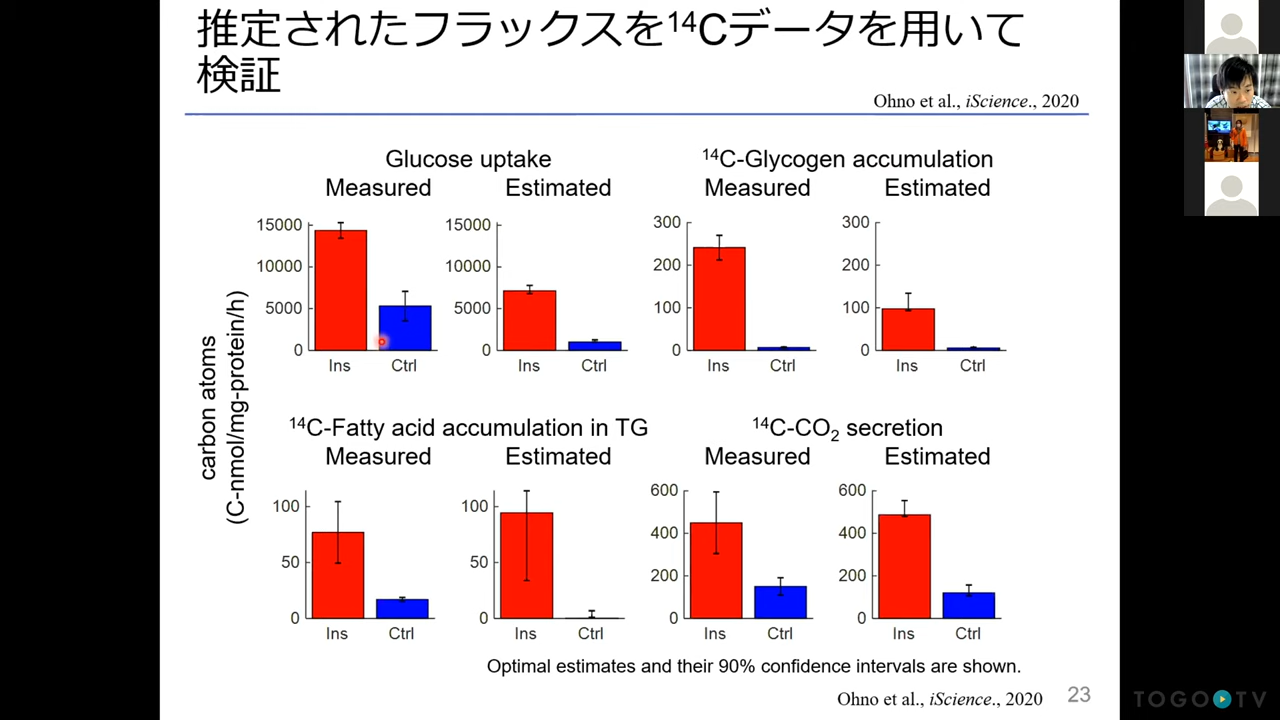 推定されたフラックスを¹⁴Cデータを用いて
検証
Ohno et al., iScience., 2020
Glucose uptake
Measured
Estimated
15000
10000
5000
0
Ins
Ctrl
15000
10000
5000
0
Ins
Ctrl
¹⁴C-Glycogen accumulation
Measured
Estimated
300
200
100
0
Ins
Ctrl
300
200
100
0
Ins
Ctrl
carbon atoms
(C-nmol/mg-protein/h)
¹⁴C-Fatty acid accumulation in TG
Measured
Estimated
100
50
0
Ins
Ctrl
100
50
0
Ins
Ctrl
¹⁴C-CO₂ secretion
Measured
Estimated
600
400
200
0
Ins
Ctrl
600
400
200
0
Ins
Ctrl
Optimal estimates and their 90% confidence intervals are shown.
Ohno et al., iScience., 2020
23
TOGO TV